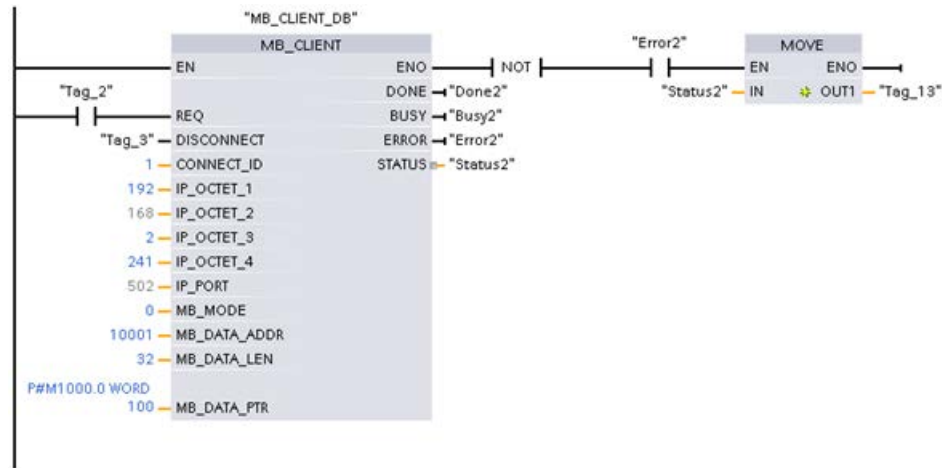 "MB_CLIENT_DB"
MB_CLIENT
"Error2"
MOVE
EN ENO NOT EN ENO
"Tag_2" DONE "Done2" "Status2" IN OUT1 "Tag_13"
REQ BUSY "Busy2"
"Tag_3" DISCONNECT ERROR "Error2"
1 CONNECT_ID STATUS "Status2"
192 IP_OCTET_1
168 IP_OCTET_2
2 IP_OCTET_3
241 IP_OCTET_4
502 IP_PORT
0 MB_MODE
10001 MB_DATA_ADDR
32 MB_DATA_LEN
P#M1000.0 WORD
100 MB_DATA_PTR